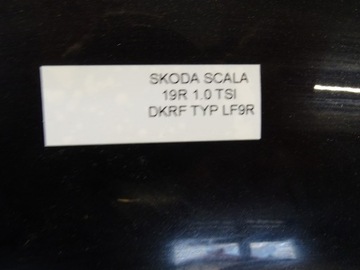 SKODA SCALA
19R 1.0 TSI
DKRF TYP LF9R